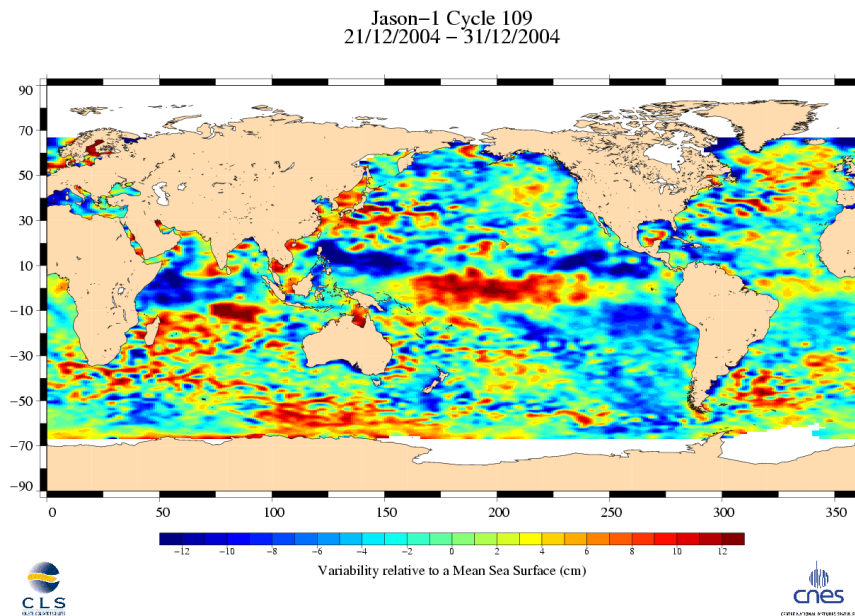 Jason-1 Cycle 109
21/12/2004 - 31/12/2004
90
70
50
30
10
-10
-30
-50
-70
-90
0 50 100 150 200 250 300 350
-12 -10 -8 -6 -4 -2 0 2 4 6 8 10 12
Variability relative to a Mean Sea Surface (cm)
CLS
cnes